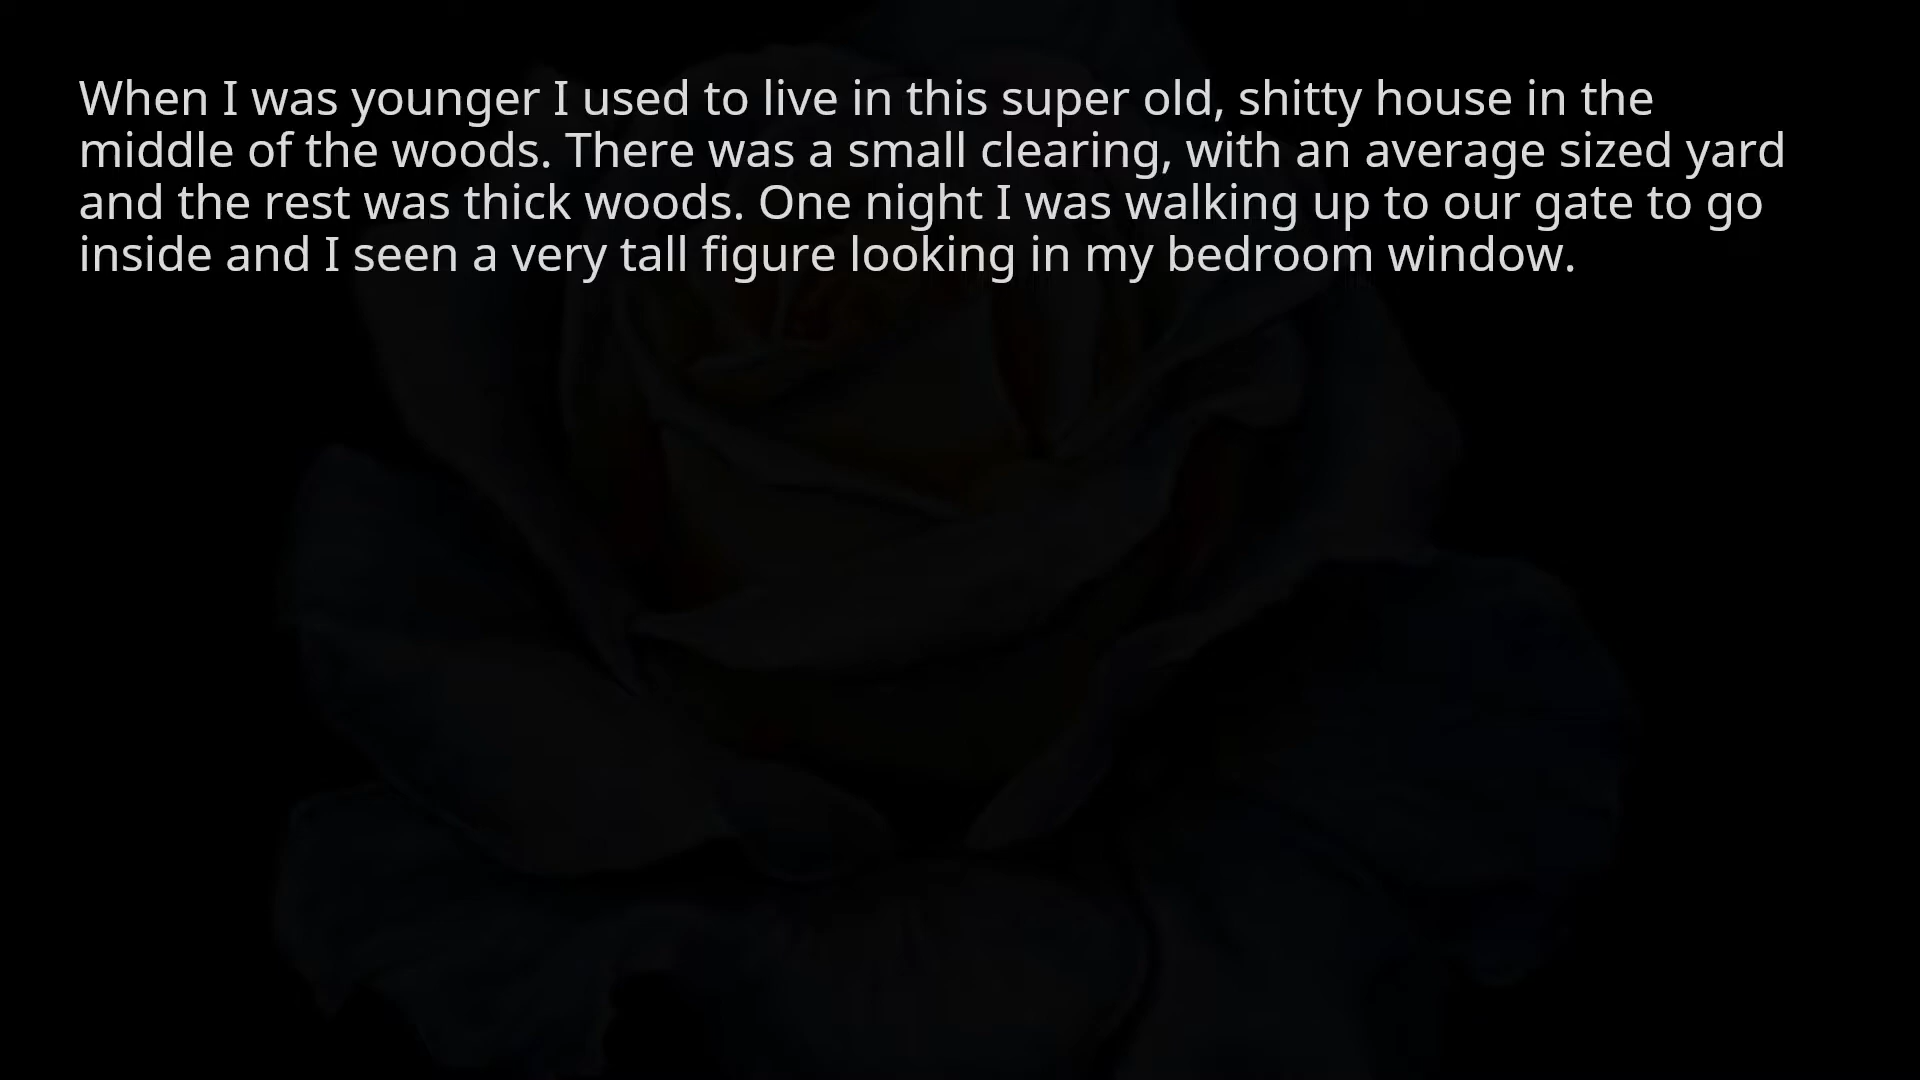 When I was younger I used to live in this super old, shitty house in the
middle of the woods. There was a small clearing, with an average sized yard
and the rest was thick woods. One night I was walking up to our gate to go
inside and I seen a very tall figure looking in my bedroom window.